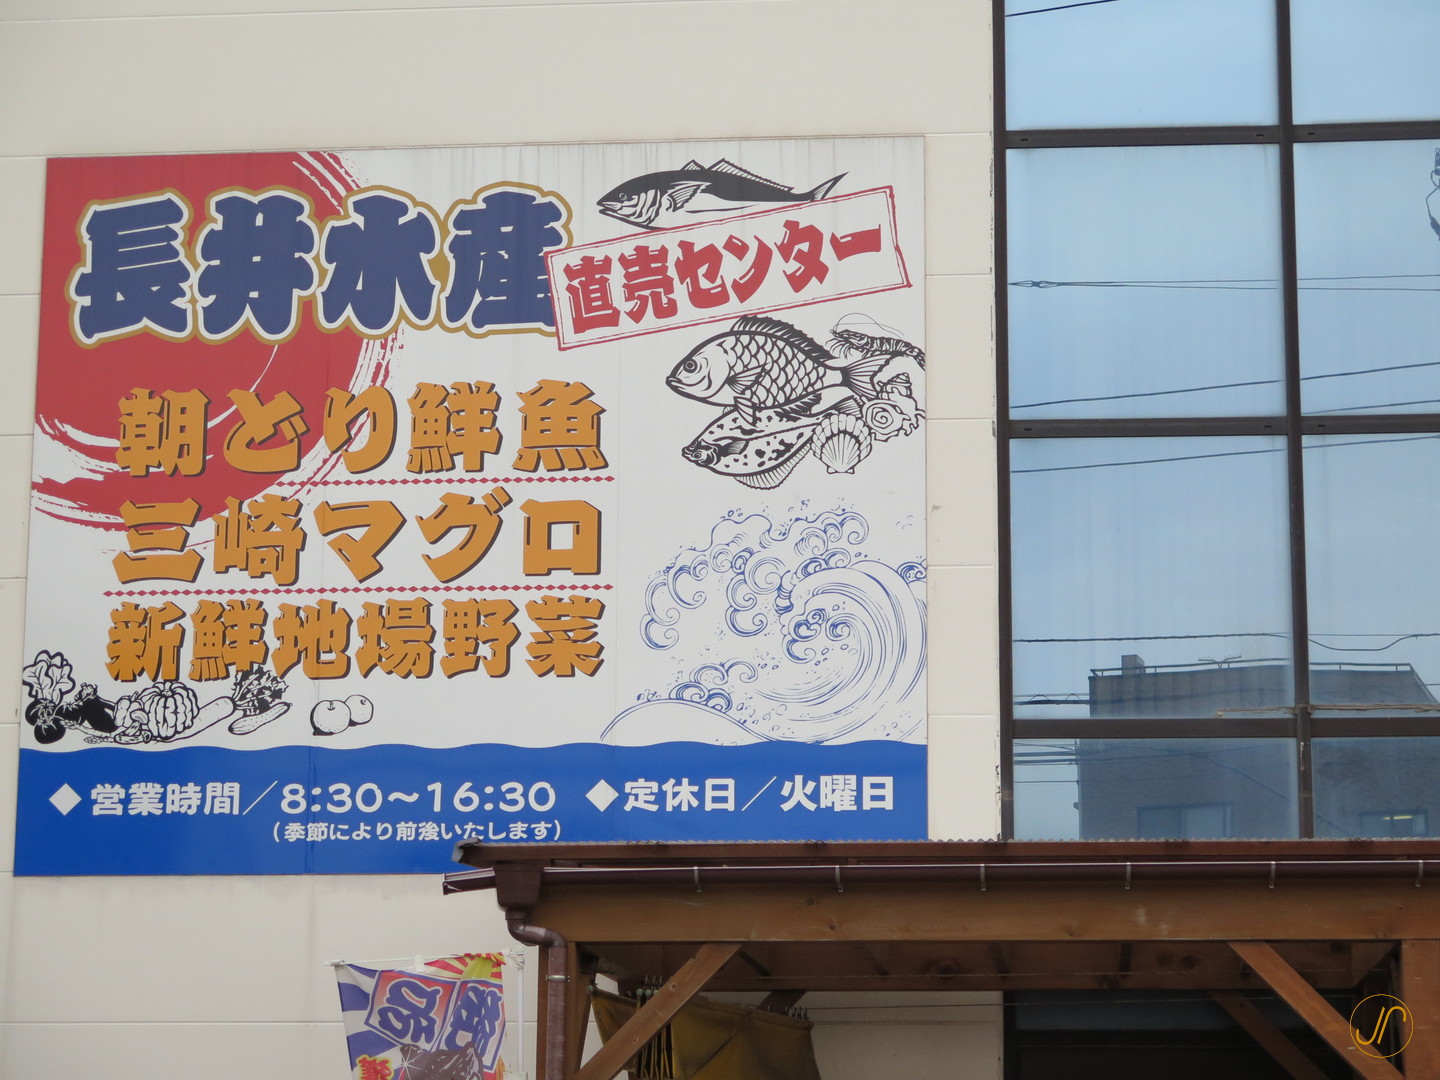 長井水産
直売センター
朝どり鮮魚
三崎マグロ
新鮮地場野菜
◆営業時間／8:30～16:30 ◆定休日／火曜日
(季節により前後いたします)